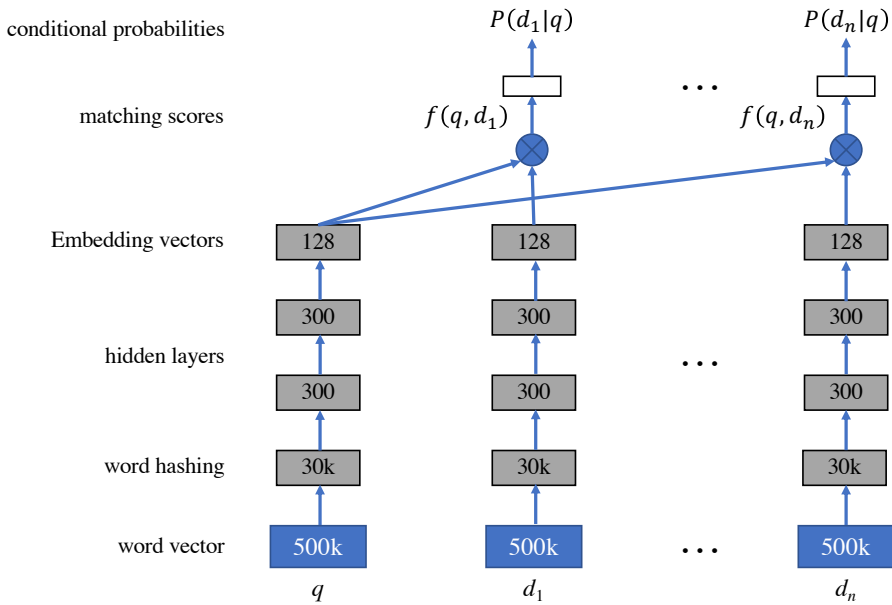 conditional probabilities P(d₁|q) P(dₙ|q)
...
matching scores f(q, d₁) f(q, dₙ)
Embedding vectors 128 128 128
300 300 300
hidden layers ...
300 300 300
word hashing 30k 30k 30k
word vector 500k 500k ... 500k
q d₁ dₙ